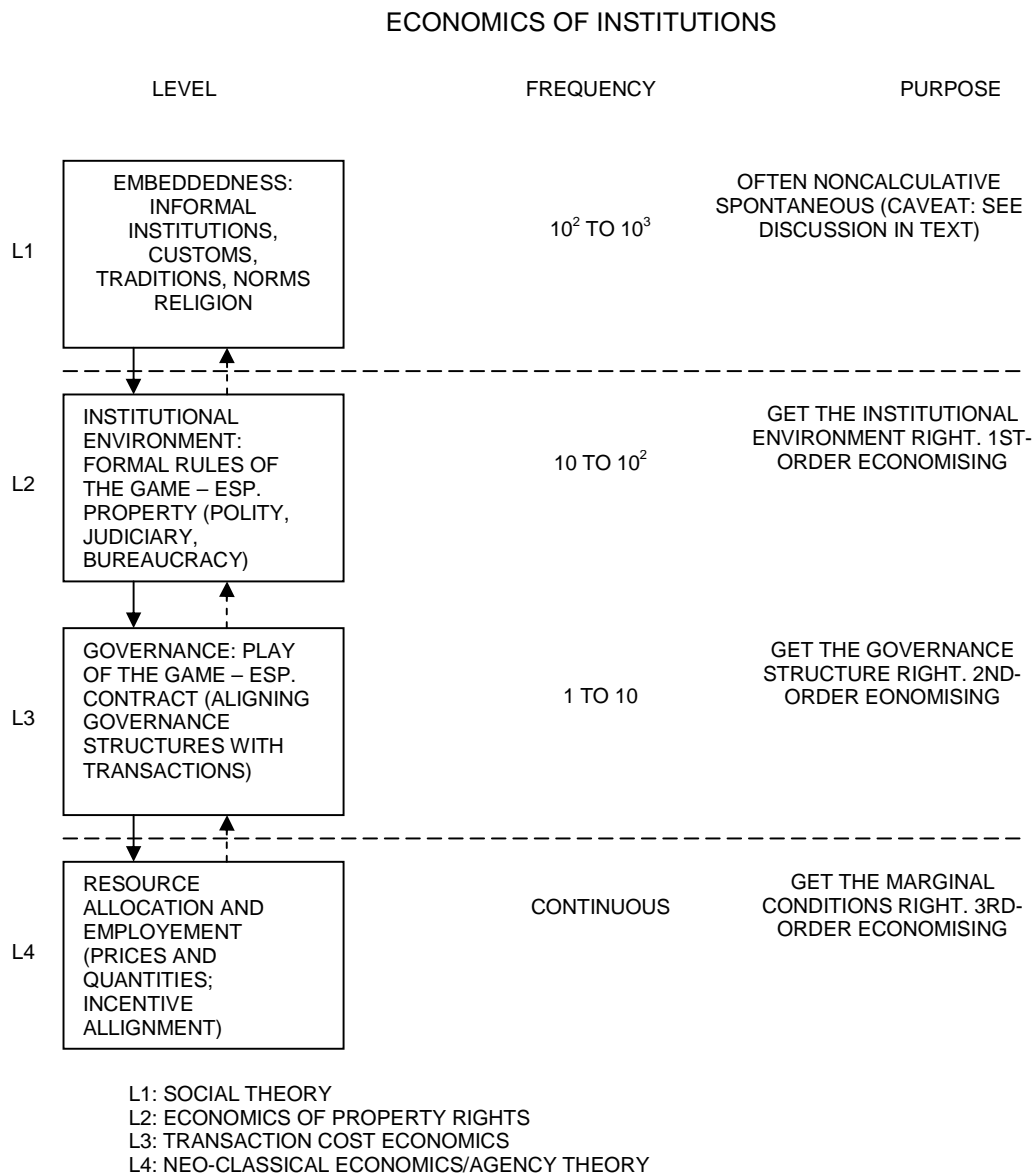 ECONOMICS OF INSTITUTIONS
LEVEL
FREQUENCY
PURPOSE
L1
EMBEDDEDNESS:
INFORMAL
INSTITUTIONS,
CUSTOMS,
TRADITIONS, NORMS
RELIGION
10² TO 10³
OFTEN NONCALCULATIVE
SPONTANEOUS (CAVEAT: SEE
DISCUSSION IN TEXT)
L2
INSTITUTIONAL
ENVIRONMENT:
FORMAL RULES OF
THE GAME – ESP.
PROPERTY (POLITY,
JUDICIARY,
BUREAUCRACY)
10 TO 10²
GET THE INSTITUTIONAL
ENVIRONMENT RIGHT. 1ST-
ORDER ECONOMISING
L3
GOVERNANCE: PLAY
OF THE GAME – ESP.
CONTRACT (ALIGNING
GOVERNANCE
STRUCTURES WITH
TRANSACTIONS)
1 TO 10
GET THE GOVERNANCE
STRUCTURE RIGHT. 2ND-
ORDER EONOMISING
L4
RESOURCE
ALLOCATION AND
EMPLOYEMENT
(PRICES AND
QUANTITIES;
INCENTIVE
ALLIGNMENT)
CONTINUOUS
GET THE MARGINAL
CONDITIONS RIGHT. 3RD-
ORDER ECONOMISING
L1: SOCIAL THEORY
L2: ECONOMICS OF PROPERTY RIGHTS
L3: TRANSACTION COST ECONOMICS
L4: NEO-CLASSICAL ECONOMICS/AGENCY THEORY